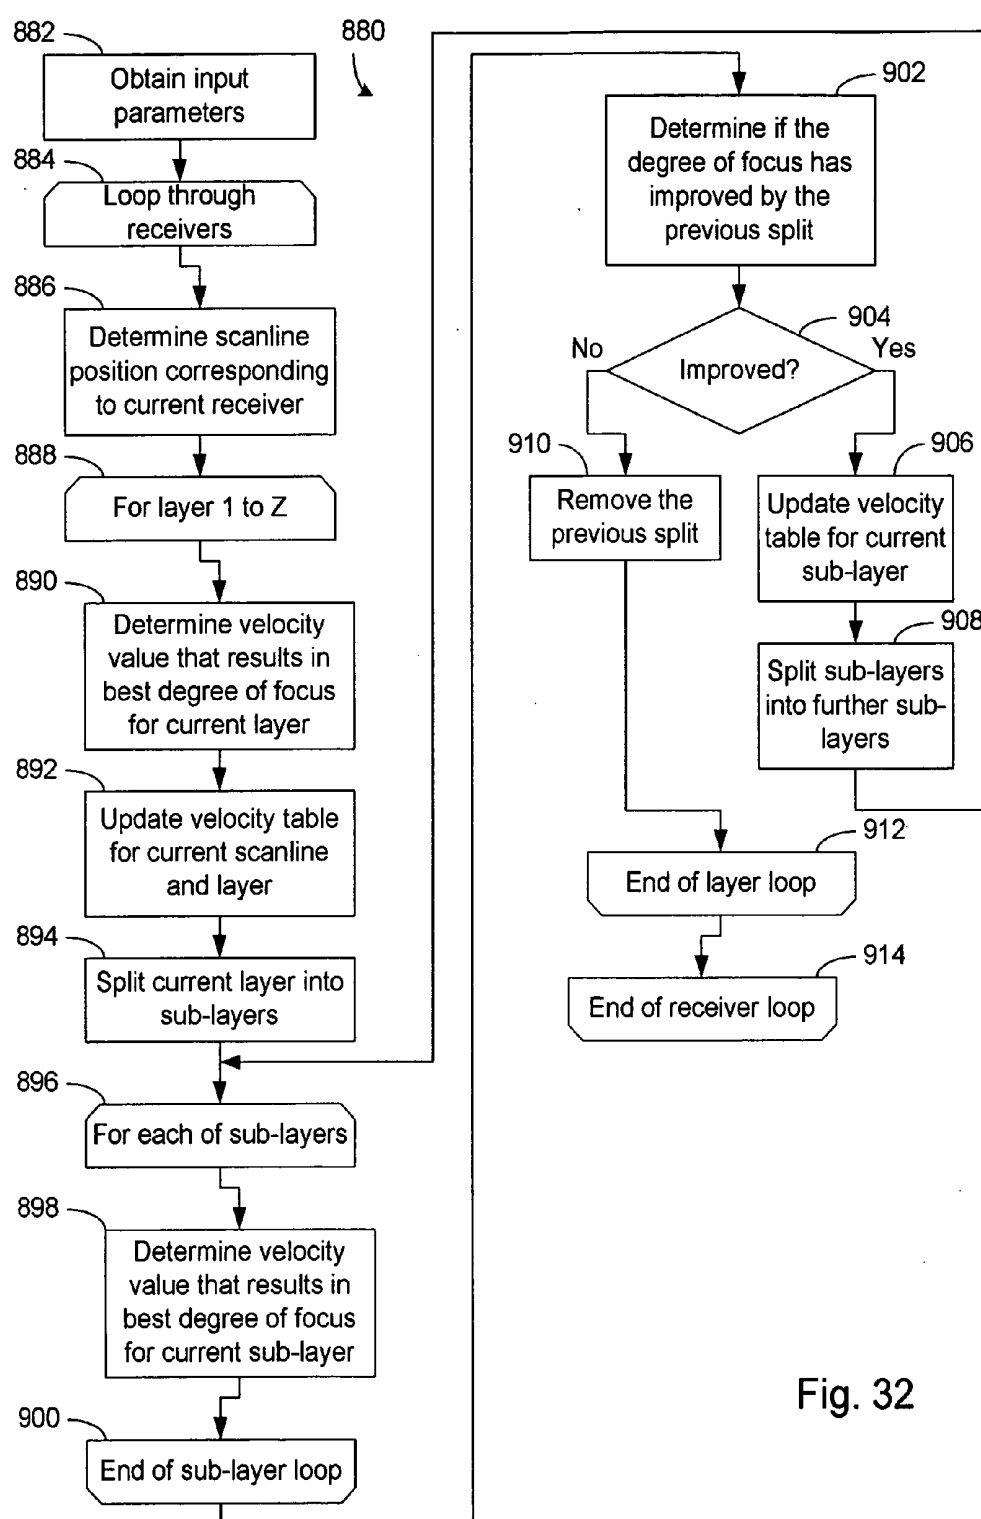 880
882
Obtain input
parameters
884
Loop through
receivers
886
Determine scanline
position corresponding
to current receiver
888
For layer 1 to Z
890
Determine velocity
value that results in
best degree of focus
for current layer
892
Update velocity table
for current scanline
and layer
894
Split current layer into
sub-layers
896
For each of sub-layers
898
Determine velocity
value that results in
best degree of focus
for current sub-layer
900
End of sub-layer loop
902
Determine if the
degree of focus has
improved by the
previous split
904
Improved?
No
Yes
910
Remove the
previous split
906
Update velocity
table for current
sub-layer
908
Split sub-layers
into further sub-
layers
912
End of layer loop
914
End of receiver loop
Fig. 32